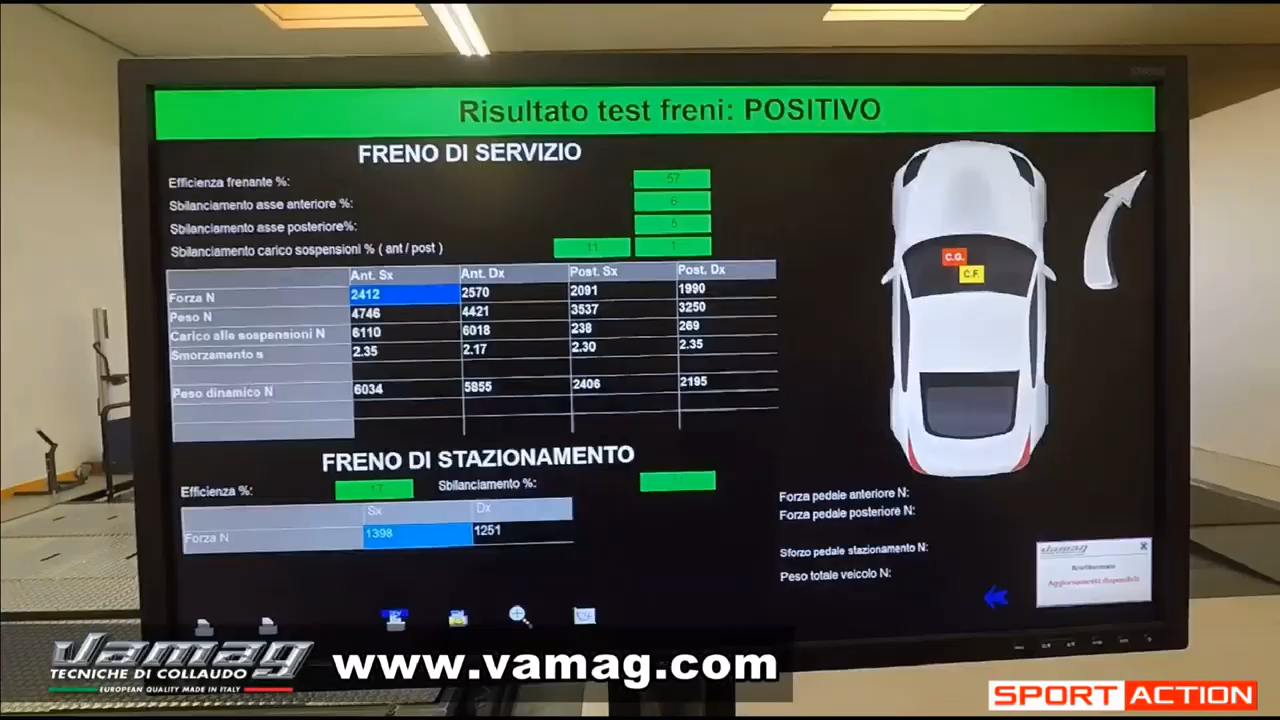 Risultato test freni: POSITIVO
FRENO DI SERVIZIO
Efficienza frenante %: 57
Sbilanciamento asse anteriore %: 6
Sbilanciamento asse posteriore%: 5
Sbilanciamento carico sospensioni % ( ant / post ) 11 1
Ant. Sx Ant. Dx Post. Sx Post. Dx
Forza N 2412 2570 2091 1990
Peso N 4746 4421 3537 3250
Carico alle sospensioni N 6110 6018 238 269
Smorzamento s 2.35 2.17 2.30 2.35
Peso dinamico N 6034 5855 2406 2195
C.G.
C.F.
FRENO DI STAZIONAMENTO
Efficienza %: 17 Sbilanciamento %:
Sx Dx
Forza N 1398 1251
Forza pedale anteriore N:
Forza pedale posteriore N:
Sforzo pedale stazionamento N:
Peso totale veicolo N:
Vamag
Aggiornamenti disponibili
Vamag
TECNICHE DI COLLAUDO
EUROPEAN QUALITY MADE IN ITALY
www.vamag.com
SPORT ACTION